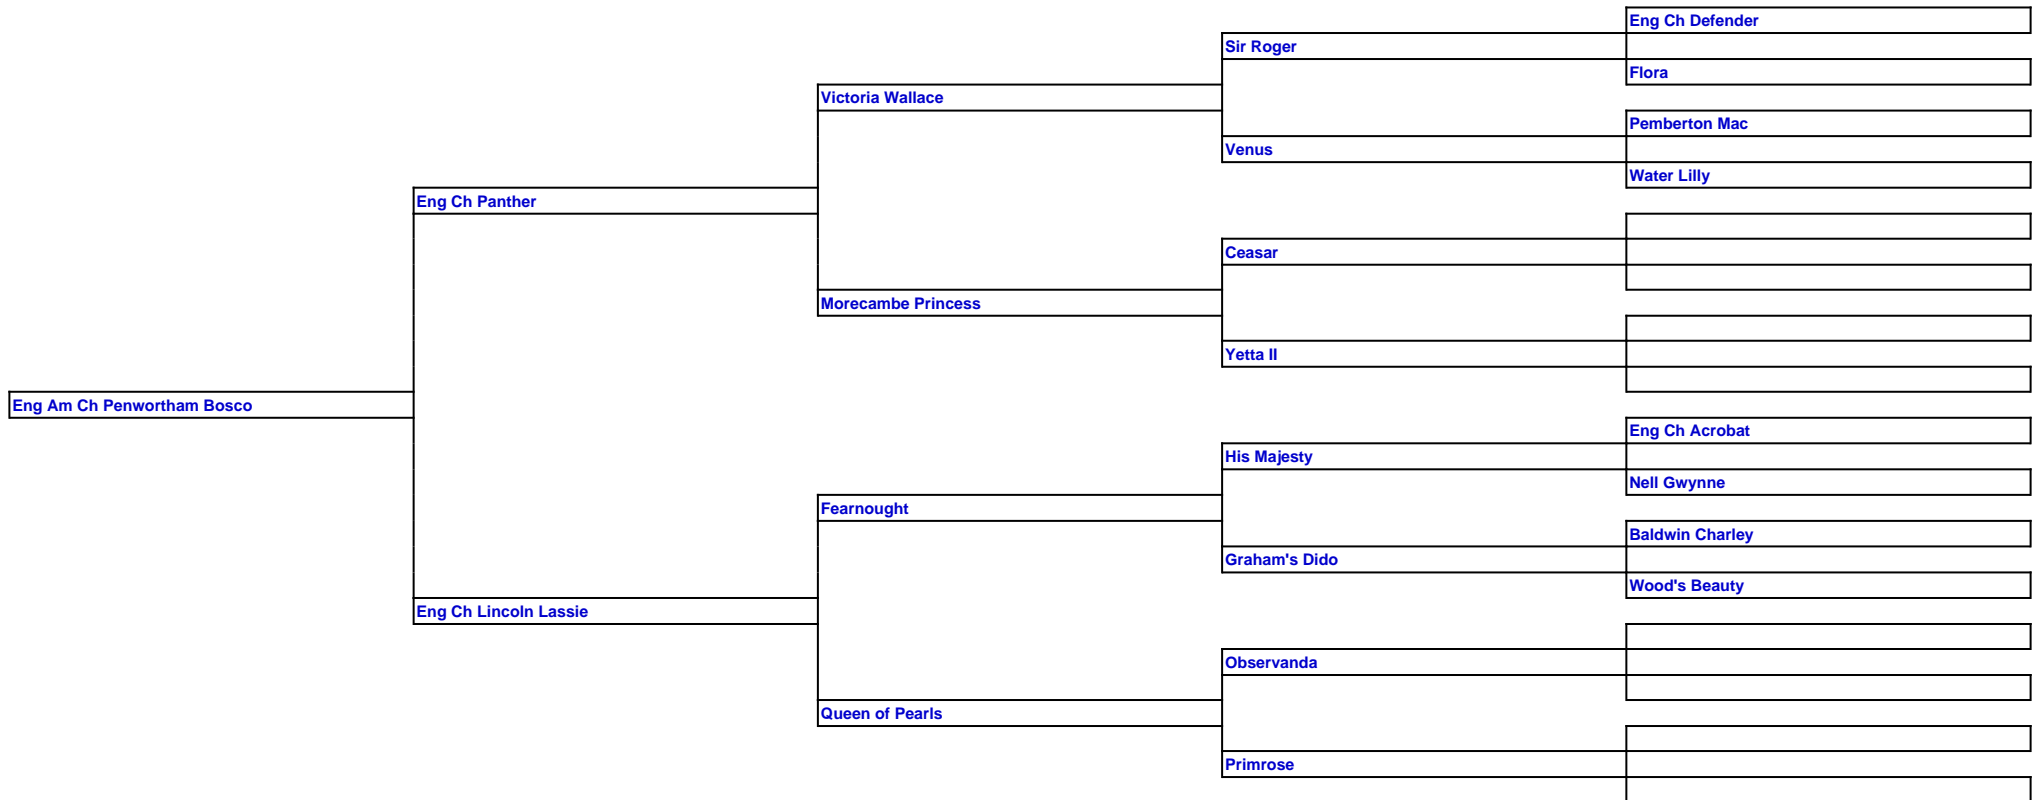 Eng Ch Defender
Sir Roger
Flora
Victoria Wallace
Pemberton Mac
Venus
Water Lilly
Eng Ch Panther
Ceasar
Morecambe Princess
Yetta II
Eng Am Ch Penwortham Bosco
Eng Ch Acrobat
His Majesty
Nell Gwynne
Fearnought
Baldwin Charley
Graham's Dido
Wood's Beauty
Eng Ch Lincoln Lassie
Observanda
Queen of Pearls
Primrose